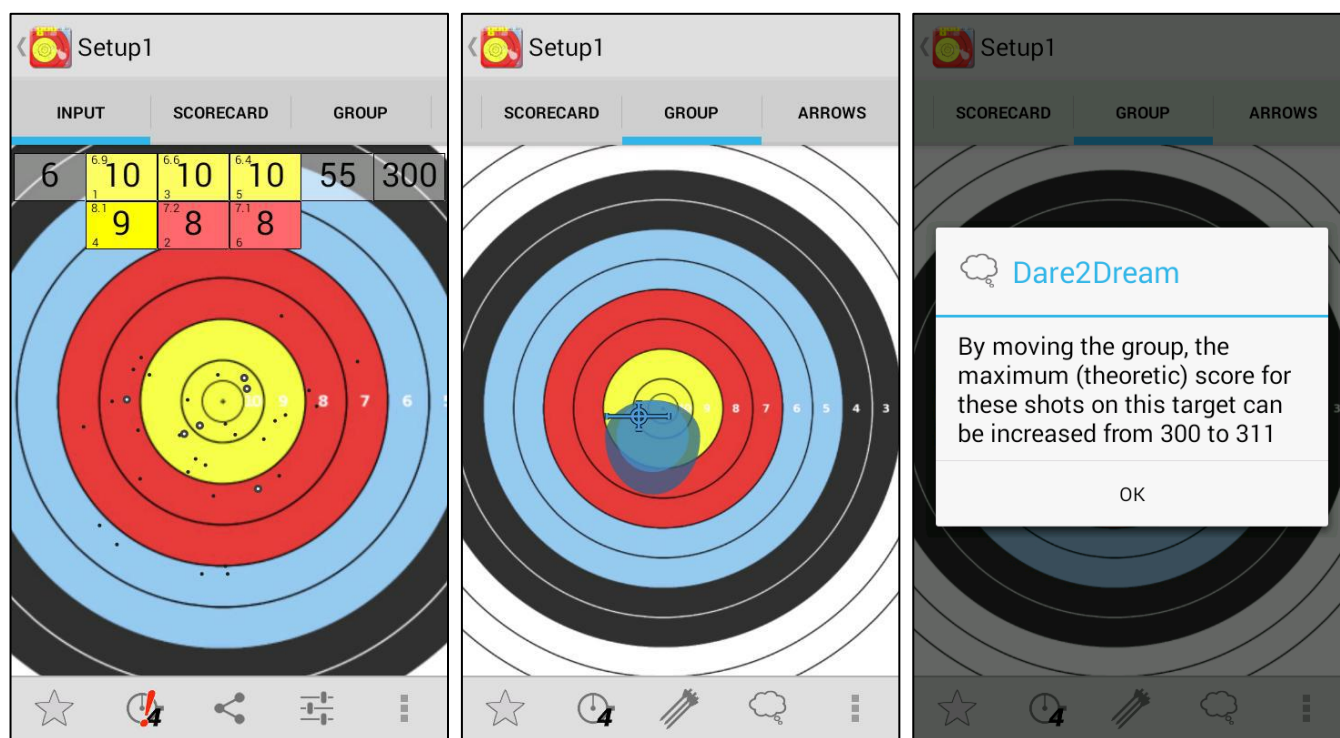 Setup1
INPUT SCORECARD GROUP
6 6.9 10 1 6.6 10 3 6.4 10 5 55 300
8.1 9 4 7.2 8 2 7.1 8 6
10 9 8 7 6
4
Setup1
SCORECARD GROUP ARROWS
9 8 7 6 5 4 3
4
Setup1
SCORECARD GROUP ARROWS
Dare2Dream
By moving the group, the
maximum (theoretic) score for
these shots on this target can
be increased from 300 to 311
OK
4